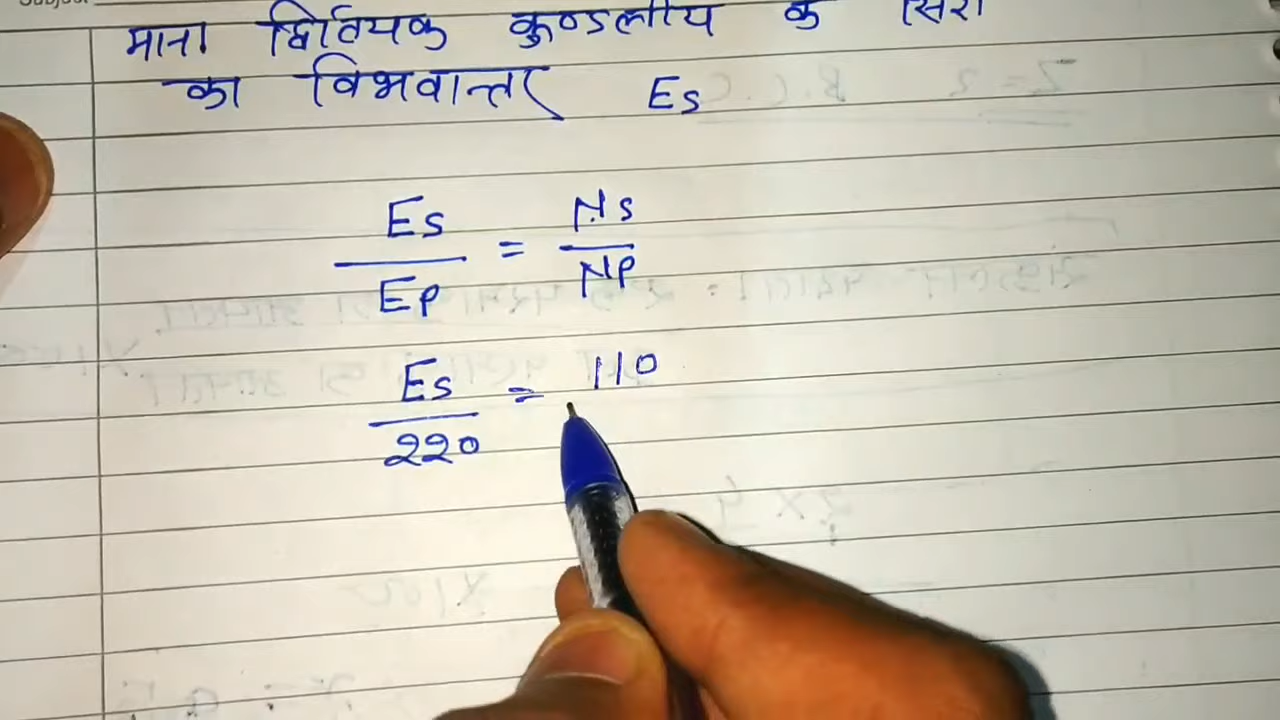 माना द्वितियक कुण्डलीय के सिरो
का विभवान्तर Es
Es/Ep = Ns/Np
Es/220 = 110